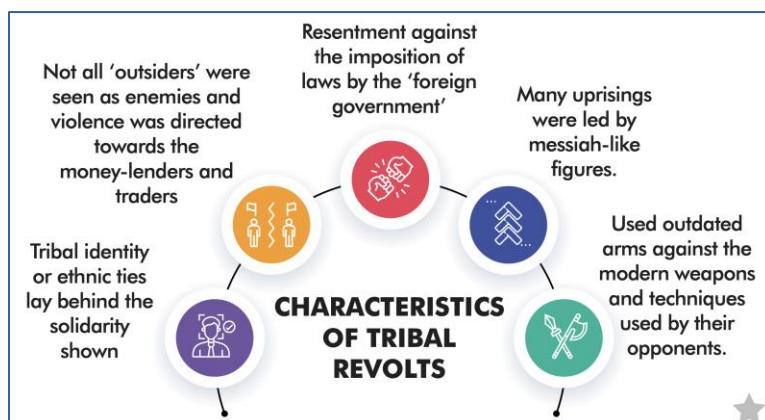 Tribal identity
or ethnic ties
lay behind the
solidarity
shown
Not all ‘outsiders’ were
seen as enemies and
violence was directed
towards the
money-lenders and
traders
Resentment against
the imposition of
laws by the ‘foreign
government’
Many uprisings
were led by
messiah-like
figures.
Used outdated
arms against the
modern weapons
and techniques
used by their
opponents.
CHARACTERISTICS
OF TRIBAL
REVOLTS